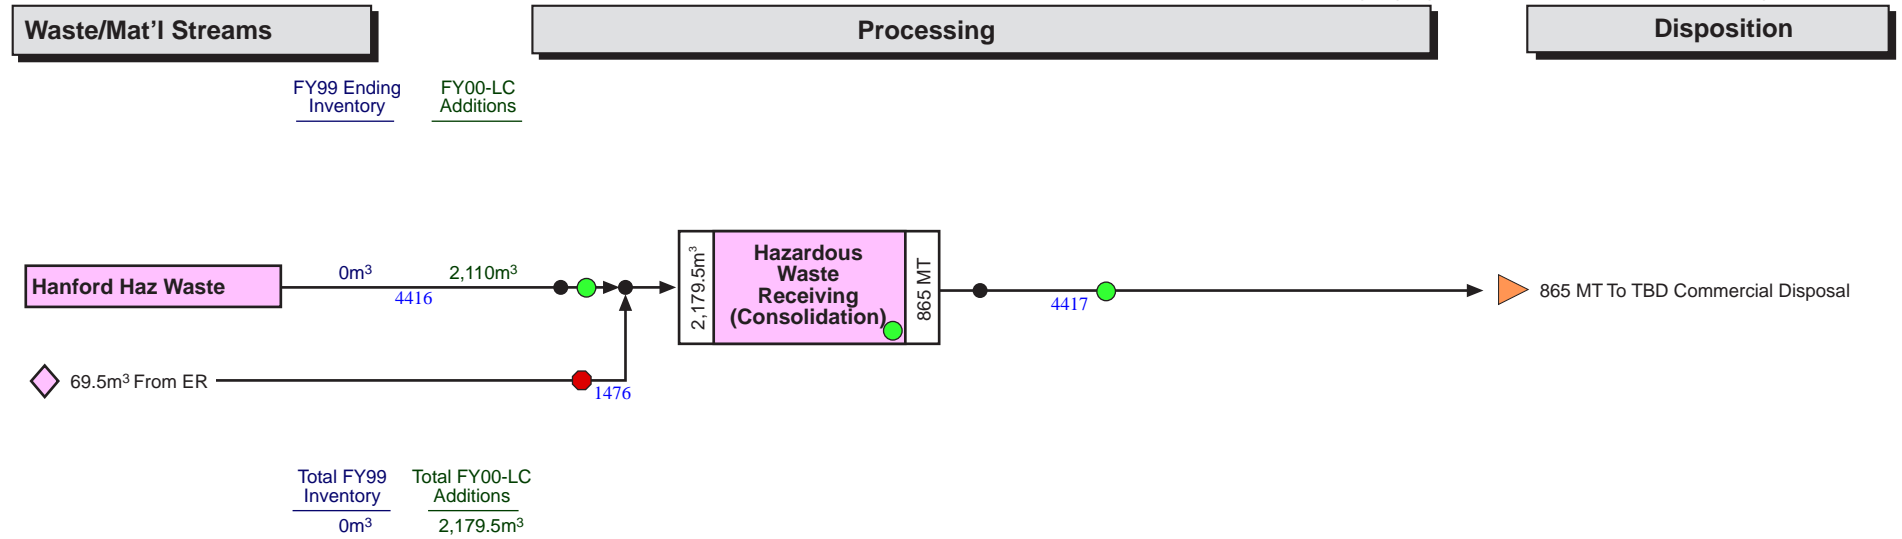 Waste/Mat’l Streams
Processing
Disposition
FY99 Ending
Inventory
FY00-LC
Additions
Hanford Haz Waste
0m³
2,110m³
4416
2,179.5m³
Hazardous
Waste
Receiving
(Consolidation)
865 MT
4417
865 MT To TBD Commercial Disposal
69.5m³ From ER
1476
Total FY99
Inventory
0m³
Total FY00-LC
Additions
2,179.5m³